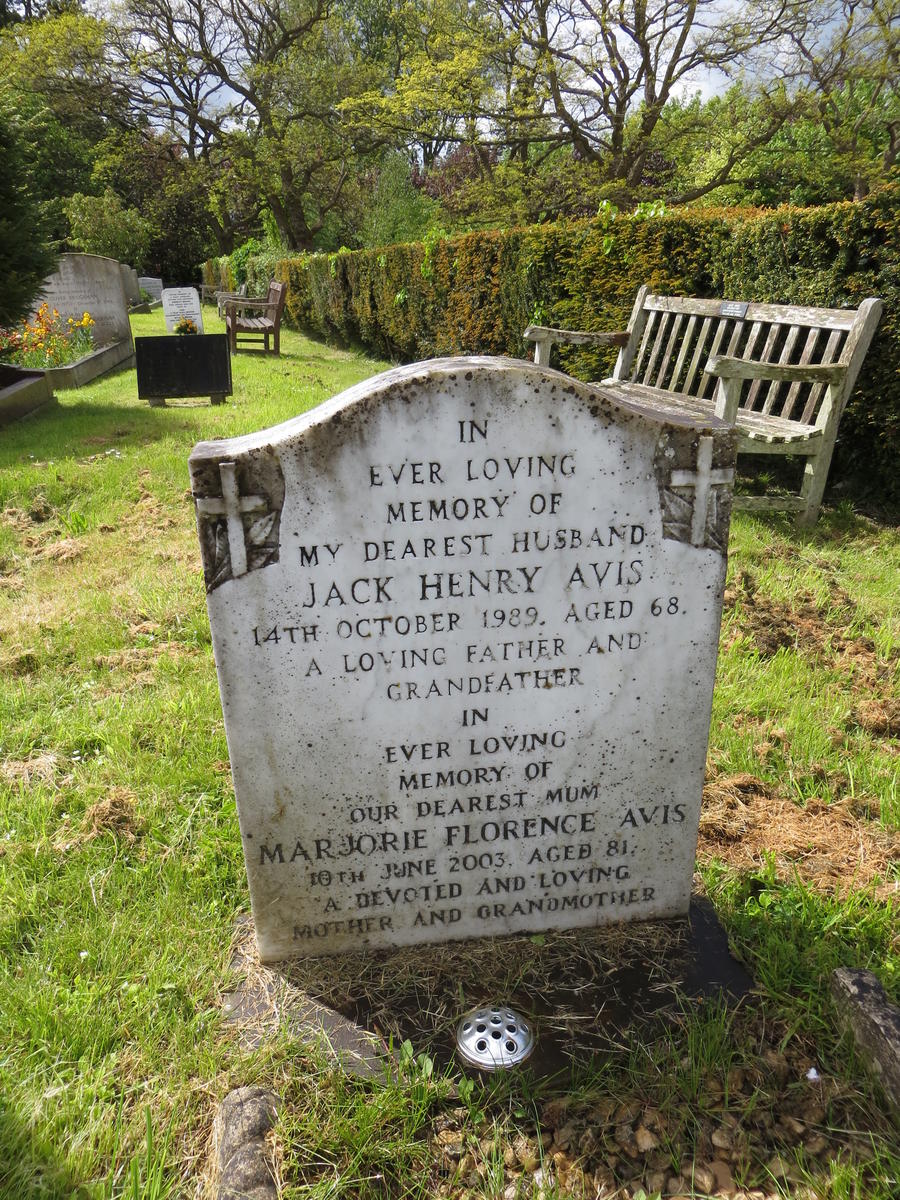 IN
EVER LOVING
MEMORY OF
MY DEAREST HUSBAND
JACK HENRY AVIS
14TH OCTOBER 1989. AGED 68.
A LOVING FATHER AND
GRANDFATHER
IN
EVER LOVING
MEMORY OF
OUR DEAREST MUM
MARJORIE FLORENCE AVIS
10TH JUNE 2003. AGED 81.
A DEVOTED AND LOVING
MOTHER AND GRANDMOTHER